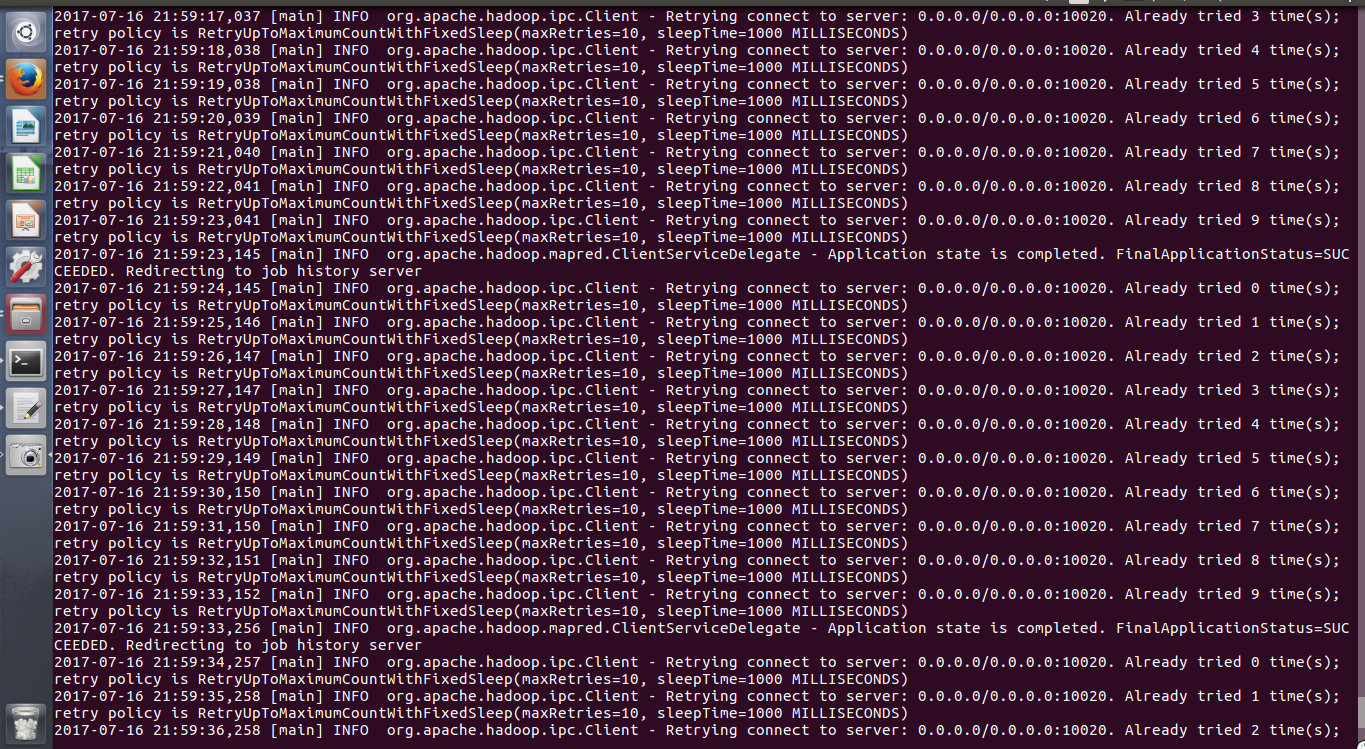 2017-07-16 21:59:17,037 [main] INFO  org.apache.hadoop.ipc.Client - Retrying connect to server: 0.0.0.0/0.0.0.0:10020. Already tried 3 time(s);
retry policy is RetryUpToMaximumCountWithFixedSleep(maxRetries=10, sleepTime=1000 MILLISECONDS)
2017-07-16 21:59:18,038 [main] INFO  org.apache.hadoop.ipc.Client - Retrying connect to server: 0.0.0.0/0.0.0.0:10020. Already tried 4 time(s);
retry policy is RetryUpToMaximumCountWithFixedSleep(maxRetries=10, sleepTime=1000 MILLISECONDS)
2017-07-16 21:59:19,038 [main] INFO  org.apache.hadoop.ipc.Client - Retrying connect to server: 0.0.0.0/0.0.0.0:10020. Already tried 5 time(s);
retry policy is RetryUpToMaximumCountWithFixedSleep(maxRetries=10, sleepTime=1000 MILLISECONDS)
2017-07-16 21:59:20,039 [main] INFO  org.apache.hadoop.ipc.Client - Retrying connect to server: 0.0.0.0/0.0.0.0:10020. Already tried 6 time(s);
retry policy is RetryUpToMaximumCountWithFixedSleep(maxRetries=10, sleepTime=1000 MILLISECONDS)
2017-07-16 21:59:21,040 [main] INFO  org.apache.hadoop.ipc.Client - Retrying connect to server: 0.0.0.0/0.0.0.0:10020. Already tried 7 time(s);
retry policy is RetryUpToMaximumCountWithFixedSleep(maxRetries=10, sleepTime=1000 MILLISECONDS)
2017-07-16 21:59:22,041 [main] INFO  org.apache.hadoop.ipc.Client - Retrying connect to server: 0.0.0.0/0.0.0.0:10020. Already tried 8 time(s);
retry policy is RetryUpToMaximumCountWithFixedSleep(maxRetries=10, sleepTime=1000 MILLISECONDS)
2017-07-16 21:59:23,041 [main] INFO  org.apache.hadoop.ipc.Client - Retrying connect to server: 0.0.0.0/0.0.0.0:10020. Already tried 9 time(s);
retry policy is RetryUpToMaximumCountWithFixedSleep(maxRetries=10, sleepTime=1000 MILLISECONDS)
2017-07-16 21:59:23,145 [main] INFO  org.apache.hadoop.mapred.ClientServiceDelegate - Application state is completed. FinalApplicationStatus=SUC
CEEDED. Redirecting to job history server
2017-07-16 21:59:24,145 [main] INFO  org.apache.hadoop.ipc.Client - Retrying connect to server: 0.0.0.0/0.0.0.0:10020. Already tried 0 time(s);
retry policy is RetryUpToMaximumCountWithFixedSleep(maxRetries=10, sleepTime=1000 MILLISECONDS)
2017-07-16 21:59:25,146 [main] INFO  org.apache.hadoop.ipc.Client - Retrying connect to server: 0.0.0.0/0.0.0.0:10020. Already tried 1 time(s);
retry policy is RetryUpToMaximumCountWithFixedSleep(maxRetries=10, sleepTime=1000 MILLISECONDS)
2017-07-16 21:59:26,147 [main] INFO  org.apache.hadoop.ipc.Client - Retrying connect to server: 0.0.0.0/0.0.0.0:10020. Already tried 2 time(s);
retry policy is RetryUpToMaximumCountWithFixedSleep(maxRetries=10, sleepTime=1000 MILLISECONDS)
2017-07-16 21:59:27,147 [main] INFO  org.apache.hadoop.ipc.Client - Retrying connect to server: 0.0.0.0/0.0.0.0:10020. Already tried 3 time(s);
retry policy is RetryUpToMaximumCountWithFixedSleep(maxRetries=10, sleepTime=1000 MILLISECONDS)
2017-07-16 21:59:28,148 [main] INFO  org.apache.hadoop.ipc.Client - Retrying connect to server: 0.0.0.0/0.0.0.0:10020. Already tried 4 time(s);
retry policy is RetryUpToMaximumCountWithFixedSleep(maxRetries=10, sleepTime=1000 MILLISECONDS)
2017-07-16 21:59:29,149 [main] INFO  org.apache.hadoop.ipc.Client - Retrying connect to server: 0.0.0.0/0.0.0.0:10020. Already tried 5 time(s);
retry policy is RetryUpToMaximumCountWithFixedSleep(maxRetries=10, sleepTime=1000 MILLISECONDS)
2017-07-16 21:59:30,150 [main] INFO  org.apache.hadoop.ipc.Client - Retrying connect to server: 0.0.0.0/0.0.0.0:10020. Already tried 6 time(s);
retry policy is RetryUpToMaximumCountWithFixedSleep(maxRetries=10, sleepTime=1000 MILLISECONDS)
2017-07-16 21:59:31,150 [main] INFO  org.apache.hadoop.ipc.Client - Retrying connect to server: 0.0.0.0/0.0.0.0:10020. Already tried 7 time(s);
retry policy is RetryUpToMaximumCountWithFixedSleep(maxRetries=10, sleepTime=1000 MILLISECONDS)
2017-07-16 21:59:32,151 [main] INFO  org.apache.hadoop.ipc.Client - Retrying connect to server: 0.0.0.0/0.0.0.0:10020. Already tried 8 time(s);
retry policy is RetryUpToMaximumCountWithFixedSleep(maxRetries=10, sleepTime=1000 MILLISECONDS)
2017-07-16 21:59:33,152 [main] INFO  org.apache.hadoop.ipc.Client - Retrying connect to server: 0.0.0.0/0.0.0.0:10020. Already tried 9 time(s);
retry policy is RetryUpToMaximumCountWithFixedSleep(maxRetries=10, sleepTime=1000 MILLISECONDS)
2017-07-16 21:59:33,256 [main] INFO  org.apache.hadoop.mapred.ClientServiceDelegate - Application state is completed. FinalApplicationStatus=SUC
CEEDED. Redirecting to job history server
2017-07-16 21:59:34,257 [main] INFO  org.apache.hadoop.ipc.Client - Retrying connect to server: 0.0.0.0/0.0.0.0:10020. Already tried 0 time(s);
retry policy is RetryUpToMaximumCountWithFixedSleep(maxRetries=10, sleepTime=1000 MILLISECONDS)
2017-07-16 21:59:35,258 [main] INFO  org.apache.hadoop.ipc.Client - Retrying connect to server: 0.0.0.0/0.0.0.0:10020. Already tried 1 time(s);
retry policy is RetryUpToMaximumCountWithFixedSleep(maxRetries=10, sleepTime=1000 MILLISECONDS)
2017-07-16 21:59:36,258 [main] INFO  org.apache.hadoop.ipc.Client - Retrying connect to server: 0.0.0.0/0.0.0.0:10020. Already tried 2 time(s);